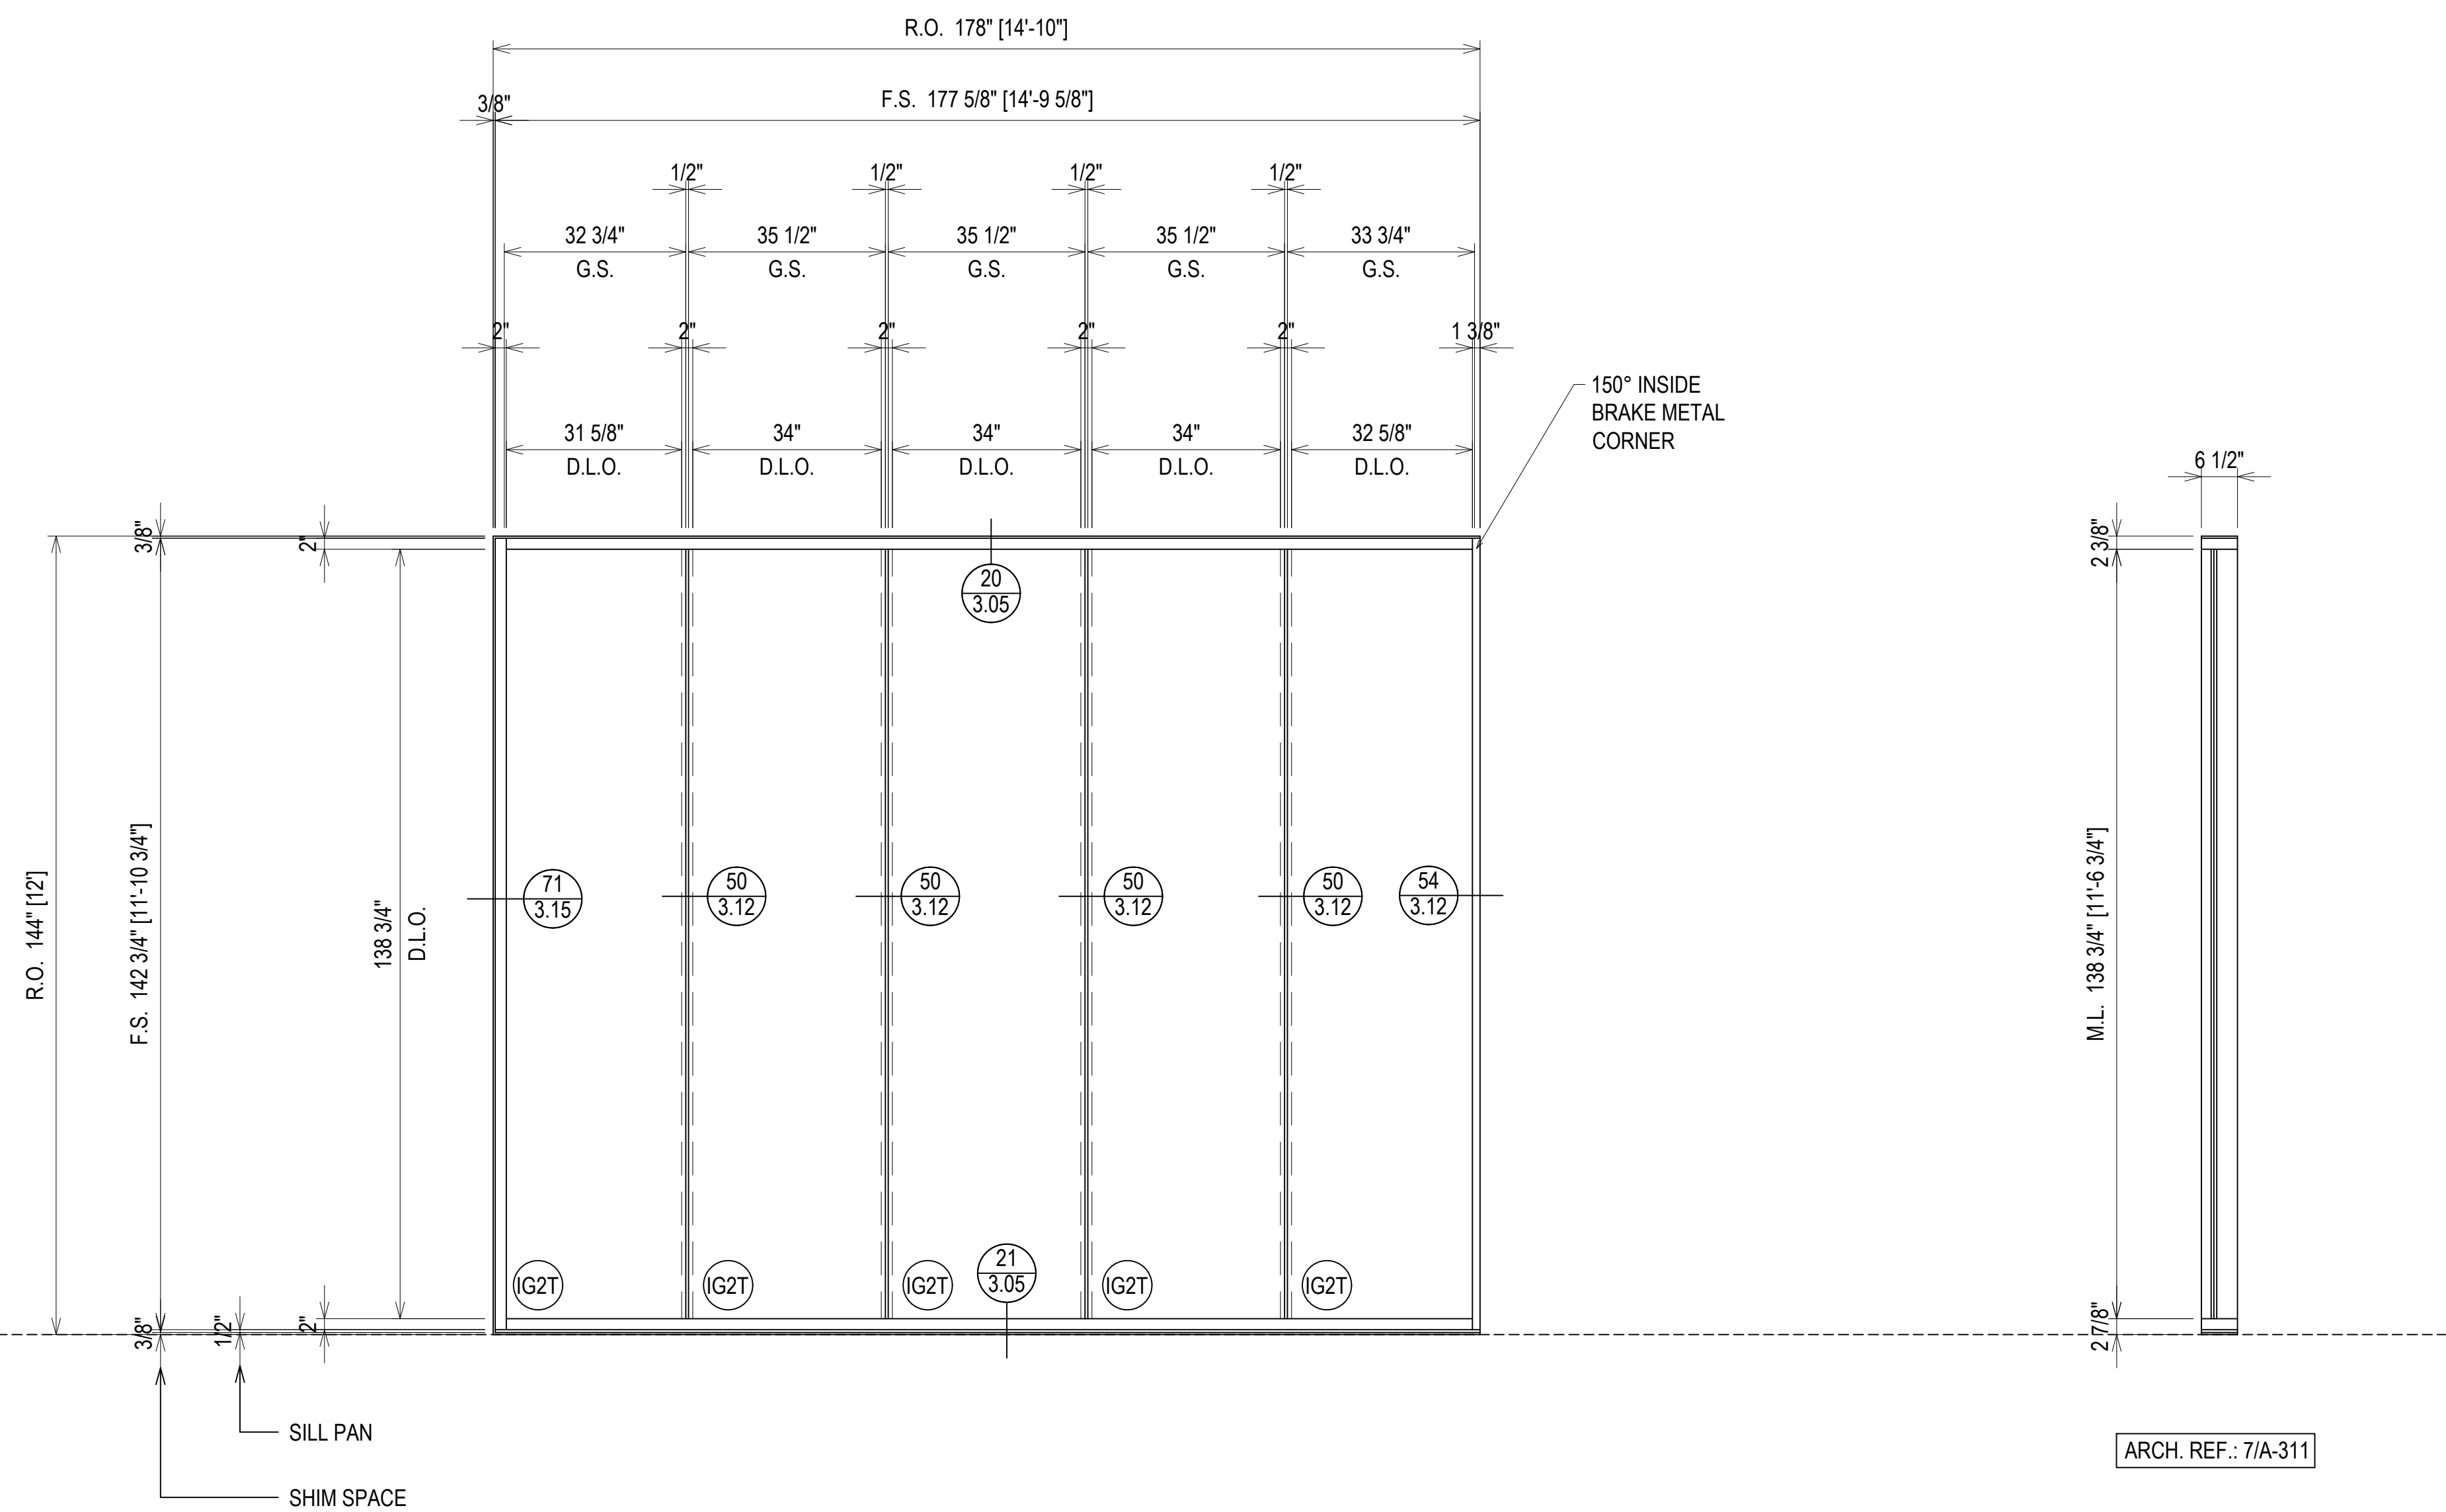 R.O. 178" [14'-10"]
3/8"
F.S. 177 5/8" [14'-9 5/8"]
1/2" 1/2" 1/2" 1/2"
32 3/4" 35 1/2" 35 1/2" 35 1/2" 33 3/4"
G.S. G.S. G.S. G.S. G.S.
2" 2" 2" 2" 2" 1 3/8"
150° INSIDE
BRAKE METAL
CORNER
31 5/8" 34" 34" 34" 32 5/8"
D.L.O. D.L.O. D.L.O. D.L.O. D.L.O.
6 1/2"
3/8"
2"
2 3/8"
20
3.05
R.O. 144" [12']
F.S. 142 3/4" [11'-10 3/4"]
138 3/4"
D.L.O.
71 50 50 50 50 54
3.15 3.12 3.12 3.12 3.12 3.12
M.L. 138 3/4" [11'-6 3/4"]
IG2T IG2T IG2T IG2T IG2T
21
3.05
3/8"
1/2"
2"
2 7/8"
SILL PAN
SHIM SPACE
ARCH. REF.: 7/A-311